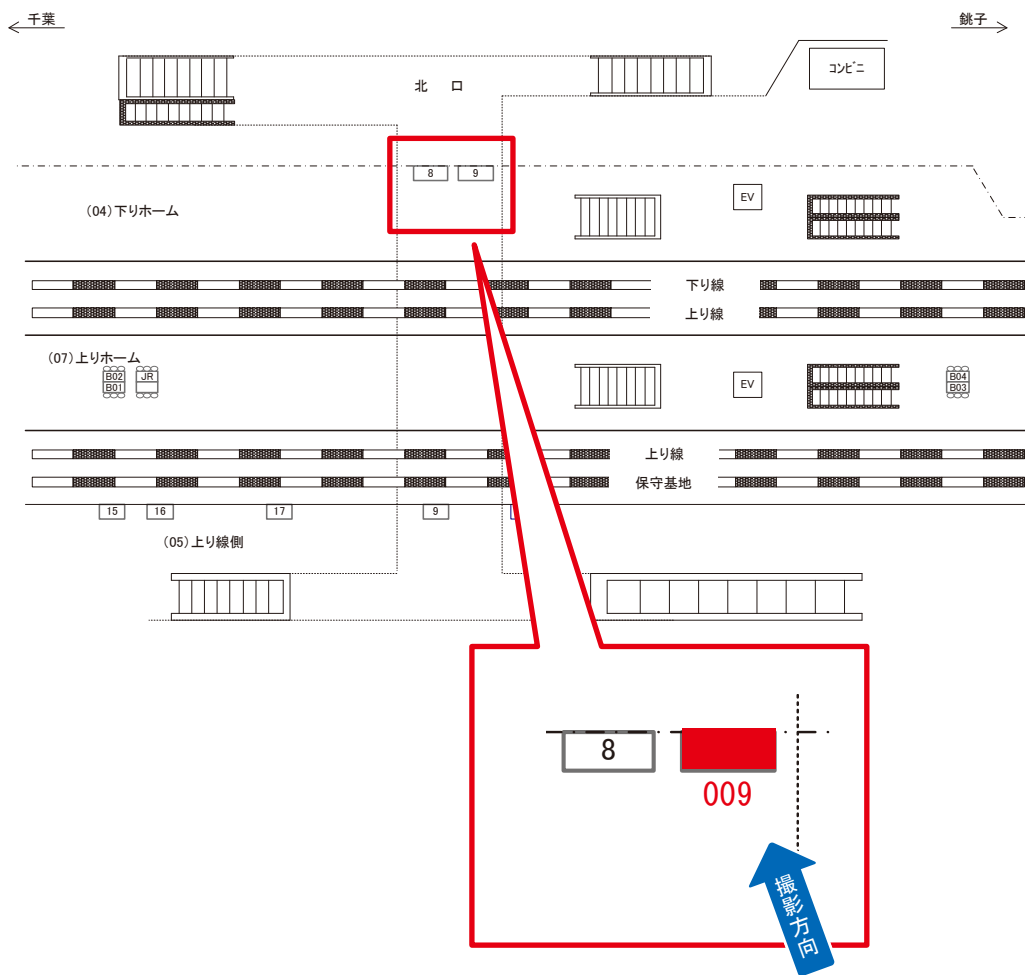 千葉
銚子
コンビニ
北 口
8
9
(04)下りホーム
EV
下り線
上り線
(07)上りホーム
B02
B01
JR
EV
B04
B03
上り線
保守基地
15
16
17
9
(05)上り線側
8
009
撮影方向